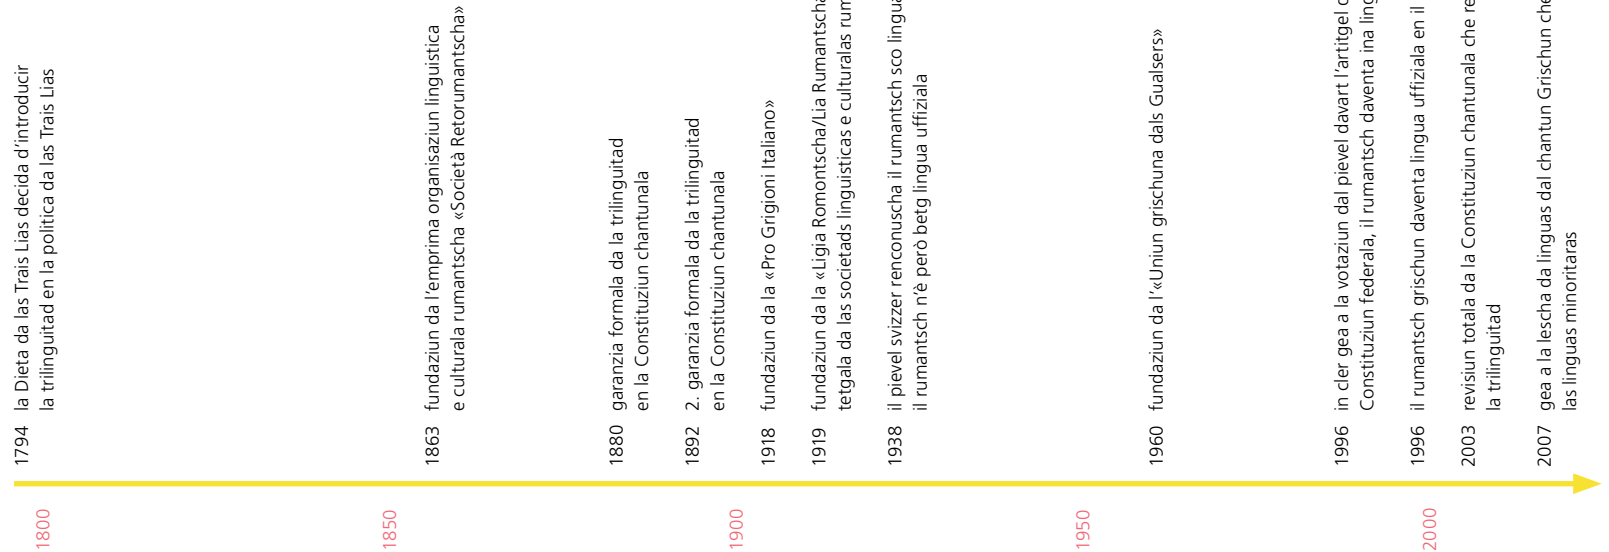 1794 la Dieta da las Trais Lias decida d'introducir
la trilinguitad en la politica da las Trais Lias
1863 fundaziun da l'emprima organisaziun linguistica
e culturala rumantscha «Società Retorumantscha»
1880 garanzia formala da la trilinguitad
en la Constituziun chantunala
1892 2. garanzia formala da la trilinguitad
en la Constituziun chantunala
1918 fundaziun da la «Pro Grigioni Italiano»
1919 fundaziun da la «Ligia Romontscha/Lia Rumantscha
tetgala da las societads linguisticas e culturalas
1938 il pievel svizzer renconuscha il rumantsch sco
il rumantsch n'è però betg lingua uffiziala
1960 fundaziun da l'«Uniun grischuna dals Gualsers»
1996 in cler gea a la votaziun dal pievel davart l'artitgel
Constituziun federala, il rumantsch daventa ina
1996 il rumantsch grischun daventa lingua uffiziala en il
2003 revisiun totala da la Constituziun chantunala che
la trilinguitad
2007 gea a la lescha da linguas dal chantun Grischun
las linguas minoritaras
1800
1850
1900
1950
2000